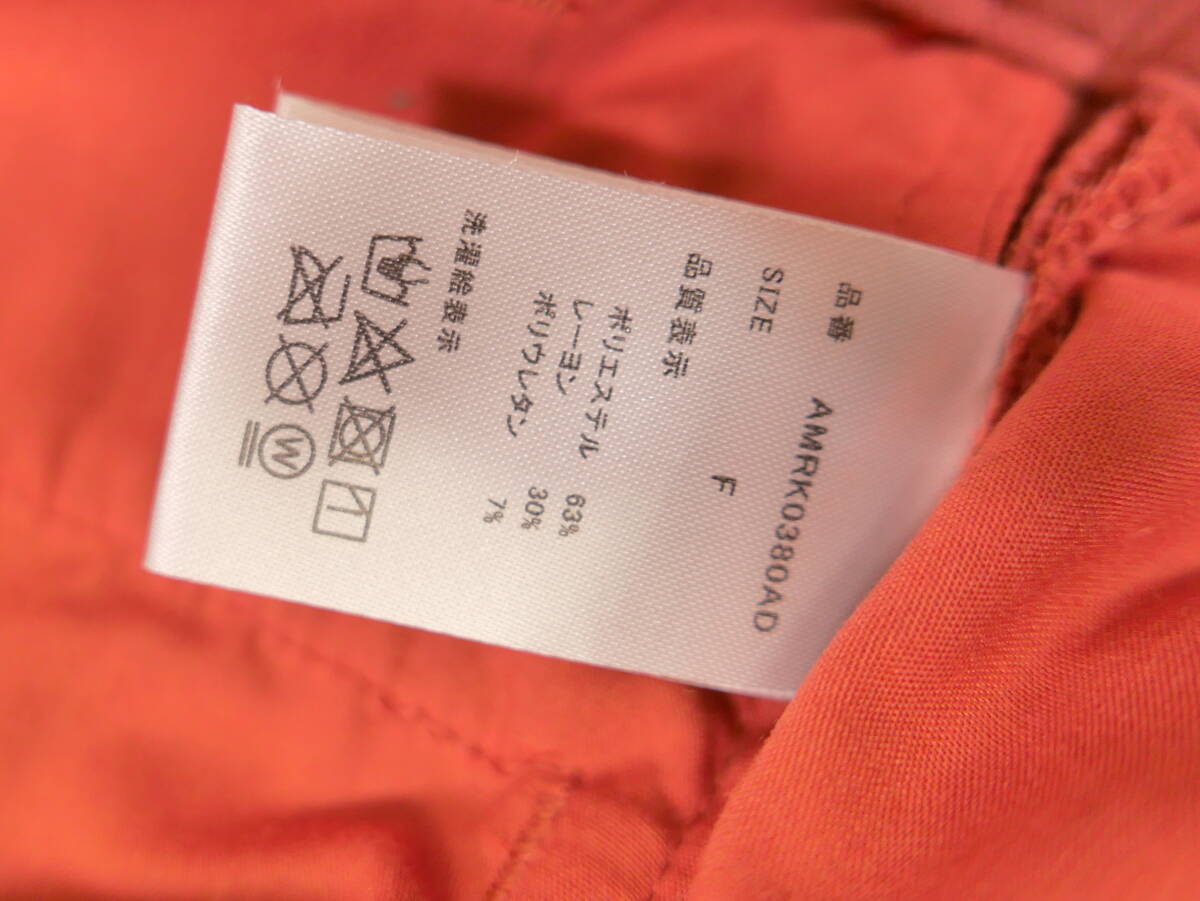 品番 AMRK0380AD
SIZE F
品質表示
ポリエステル 63%
レーヨン 30%
ポリウレタン 7%
洗濯絵表示
W